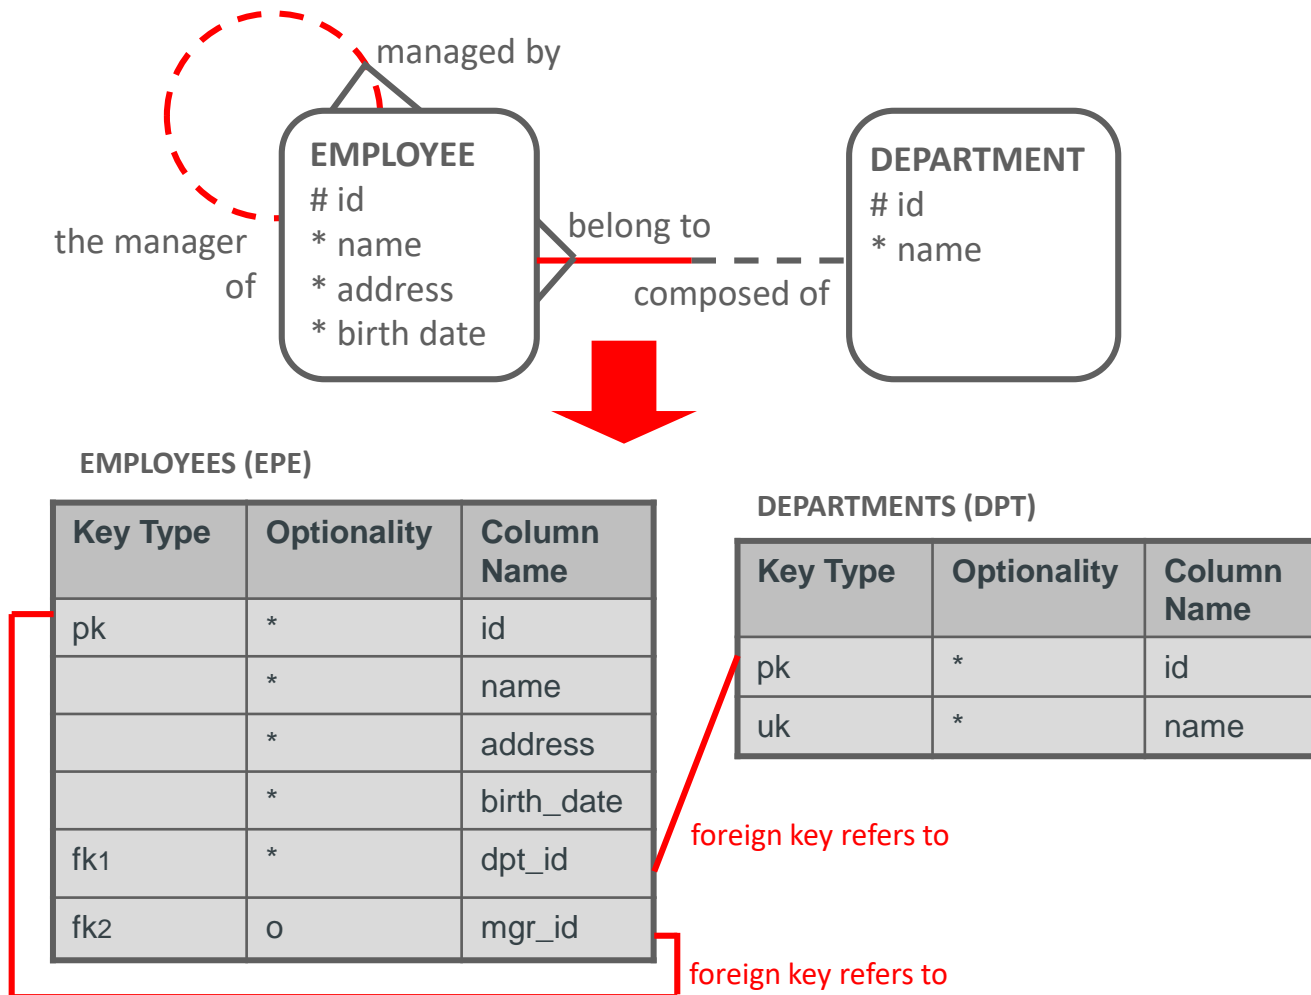 managed by
EMPLOYEE
# id
* name
* address
* birth date
the manager
of
belong to
composed of
DEPARTMENT
# id
* name
EMPLOYEES (EPE)
Key Type Optionality Column
Name
pk * id
* name
* address
* birth_date
fk1 * dpt_id
fk2 o mgr_id
DEPARTMENTS (DPT)
Key Type Optionality Column
Name
pk * id
uk * name
foreign key refers to
foreign key refers to